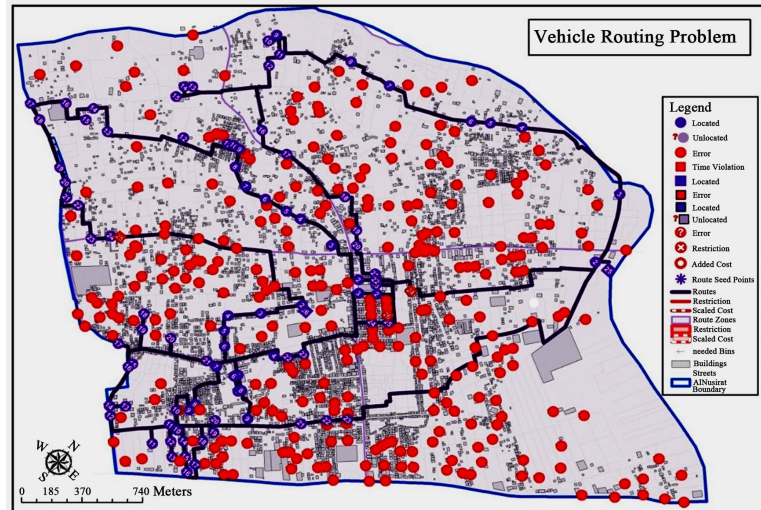 Vehicle Routing Problem
Legend
Located
? Unlocated
Error
Time Violation
Located
Error
Located
? Unlocated
? Error
Restriction
Added Cost
Route Seed Points
Routes
Restriction
Scaled Cost
Route Zones
Restriction
Scaled Cost
needed Bins
Buildings
Streets
AlNusirat
Boundary
N
W
E
S
0 185 370 740 Meters